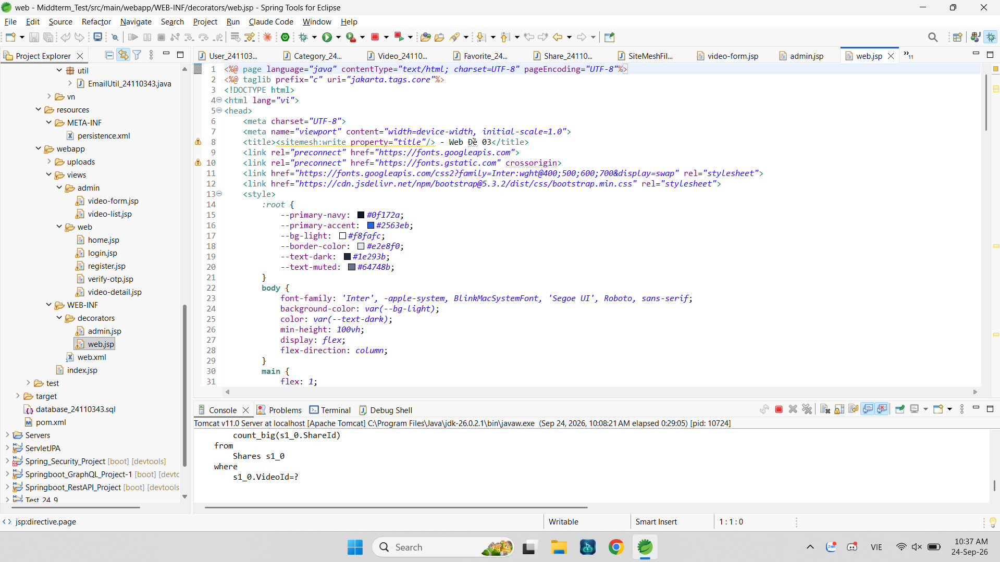 web - Middterm_Test/src/main/webapp/WEB-INF/decorators/web.jsp - Spring Tools for Eclipse
File Edit Source Refactor Navigate Search Project Run Claude Code Window Help
Project Explorer
util
EmailUtil_24110343.java
vn
resources
META-INF
persistence.xml
webapp
uploads
views
admin
video-form.jsp
video-list.jsp
web
home.jsp
login.jsp
register.jsp
verify-otp.jsp
video-detail.jsp
WEB-INF
decorators
admin.jsp
web.jsp
web.xml
index.jsp
test
target
database_24110343.sql
pom.xml
Servers
ServletJPA
Spring_Security_Project [boot] [devtools]
Springboot_GraphQL_Project-1 [boot] [devtc
Springboot_RestAPI_Project [boot] [devtools
Test_24_9
User_241103... Category_24... Video_24110... Favorite_24... Share_24110... SiteMeshFil... video-form.jsp admin.jsp web.jsp »11
1 <%@ page language="java" contentType="text/html; charset=UTF-8" pageEncoding="UTF-8"%>
2 <%@ taglib prefix="c" uri="jakarta.tags.core"%>
3 <!DOCTYPE html>
4 <html lang="vi">
5 <head>
6 <meta charset="UTF-8">
7 <meta name="viewport" content="width=device-width, initial-scale=1.0">
8 <title><sitemesh:write property="title"/> - Web Đề 03</title>
9 <link rel="preconnect" href="https://fonts.googleapis.com">
10 <link rel="preconnect" href="https://fonts.gstatic.com" crossorigin>
11 <link href="https://fonts.googleapis.com/css2?family=Inter:wght@400;500;600;700&display=swap" rel="stylesheet">
12 <link href="https://cdn.jsdelivr.net/npm/bootstrap@5.3.2/dist/css/bootstrap.min.css" rel="stylesheet">
13 <style>
14 :root {
15 --primary-navy: #0f172a;
16 --primary-accent: #2563eb;
17 --bg-light: #f8fafc;
18 --border-color: #e2e8f0;
19 --text-dark: #1e293b;
20 --text-muted: #64748b;
21 }
22 body {
23 font-family: 'Inter', -apple-system, BlinkMacSystemFont, 'Segoe UI', Roboto, sans-serif;
24 background-color: var(--bg-light);
25 color: var(--text-dark);
26 min-height: 100vh;
27 display: flex;
28 flex-direction: column;
29 }
30 main {
31 flex: 1;
Console Problems Terminal Debug Shell
Tomcat v11.0 Server at localhost [Apache Tomcat] C:\Program Files\Java\jdk-26.0.2.1\bin\javaw.exe (Sep 24, 2026, 10:08:21 AM elapsed 0:29:05) [pid: 10724]
count_big(s1_0.ShareId)
from
Shares s1_0
where
s1_0.VideoId=?
jsp:directive.page
Writable
Smart Insert
1 : 1 : 0
Search
Zalo
VIE
10:37 AM
24-Sep-26